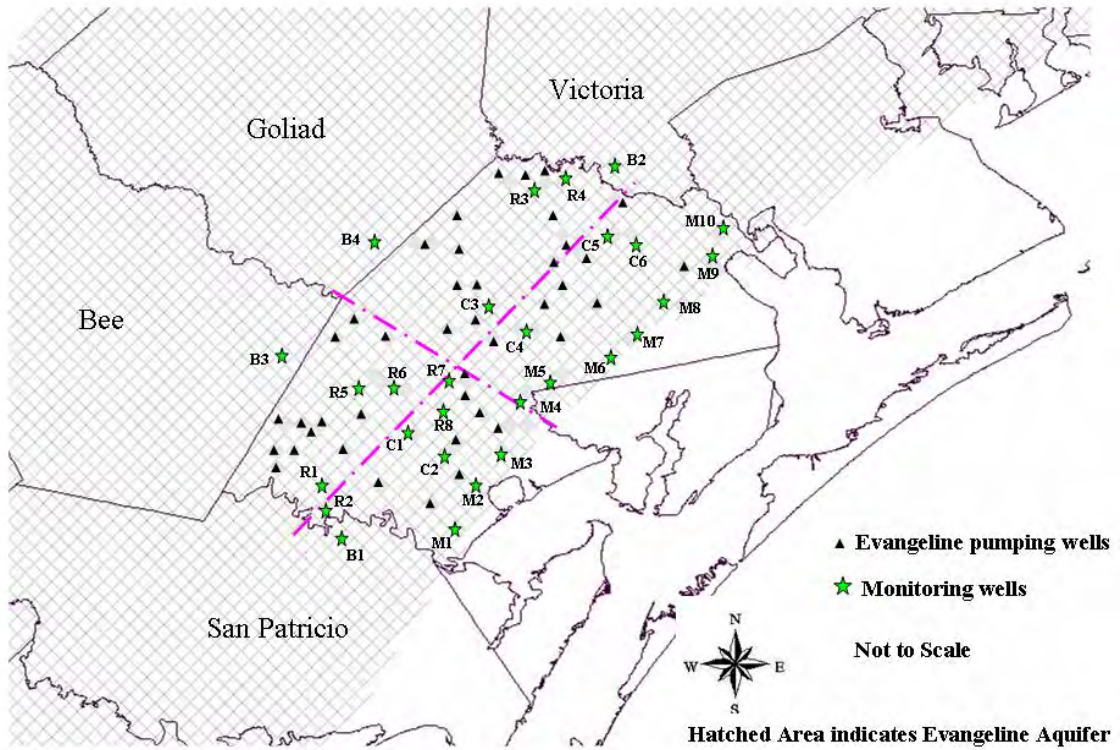 Victoria
Goliad
B2
R4
R3
M10
B4
C5
C6
M9
M8
C3
Bee
C4
M7
B3
M6
R7
M5
R6
R5
M4
R8
C1
M3
C2
R1
M2
R2
M1
B1
Evangeline pumping wells
Monitoring wells
San Patricio
N
Not to Scale
W
E
S
Hatched Area indicates Evangeline Aquifer